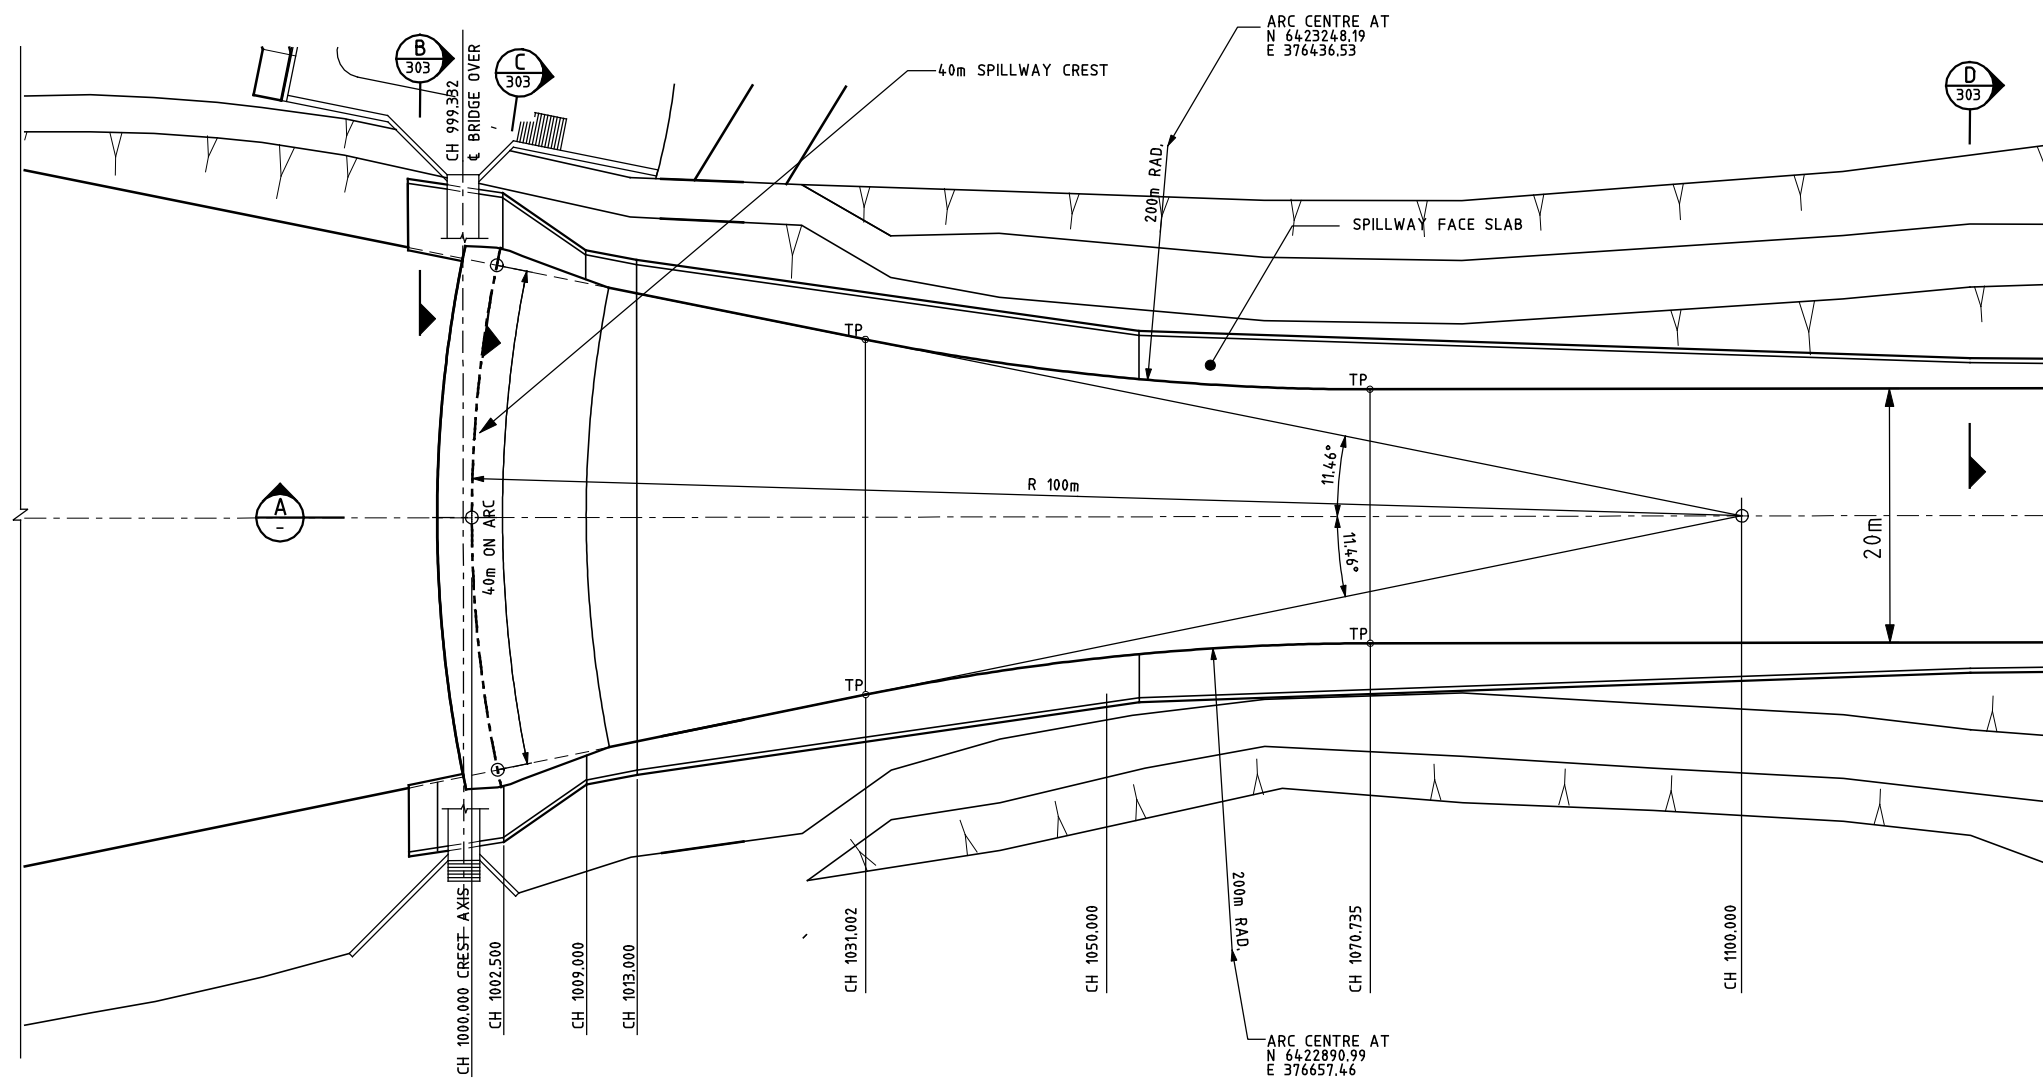 ARC CENTRE AT
N 6423248.19
E 376436.53
B
303
C
303
CH 999.332
℄ BRIDGE OVER
40m SPILLWAY CREST
D
303
200m RAD.
SPILLWAY FACE SLAB
TP
TP
11.46°
R 100m
A
-
40m ON ARC
11.46°
20m
TP
TP
200m RAD.
CH 1000.000 CREST AXIS
CH 1002.500
CH 1009.000
CH 1013.000
CH 1031.002
CH 1050.000
CH 1070.735
CH 1100.000
ARC CENTRE AT
N 6422890.99
E 376657.46